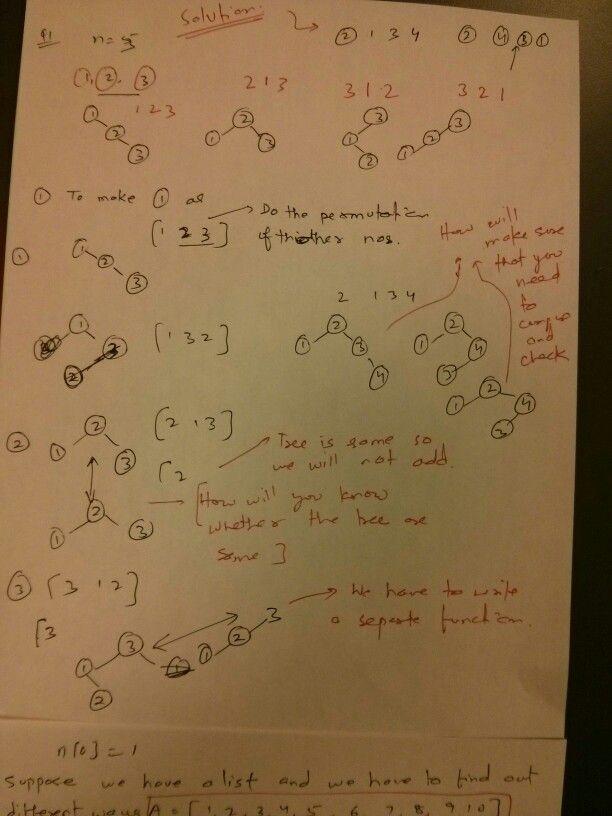 Solution:
Q1 n=
② 1 3 4 ② ④ ③ ①
(1, ②, ③)
1 2 3
2 1 3
3 1 2
3 2 1
① ② ③
① ② ③
③ ① ②
① ② ③
① To make ① as
[1 2 3] → Do the permutation
of other nos.
① ① ② ③
How will
make sure
that you
need
to
and
check
2 1 3 4
① [1 3 2]
① ② ③ ④
② ① ④ ③
② ① ④ ③
② ② ① ③ [2 1 3]
[2
Tree is same so
we will not add.
② ① ③
[How will you know
whether the tree are
same]
③ [3 1 2]
[3
→ We have to write
a seperate function.
③ ① ②
① ① ② 3
n[0] = 1
Suppose we have a list and we have to find out
different ways A = [1, 2, 3, 4, 5, 6, 7, 8, 9 10]